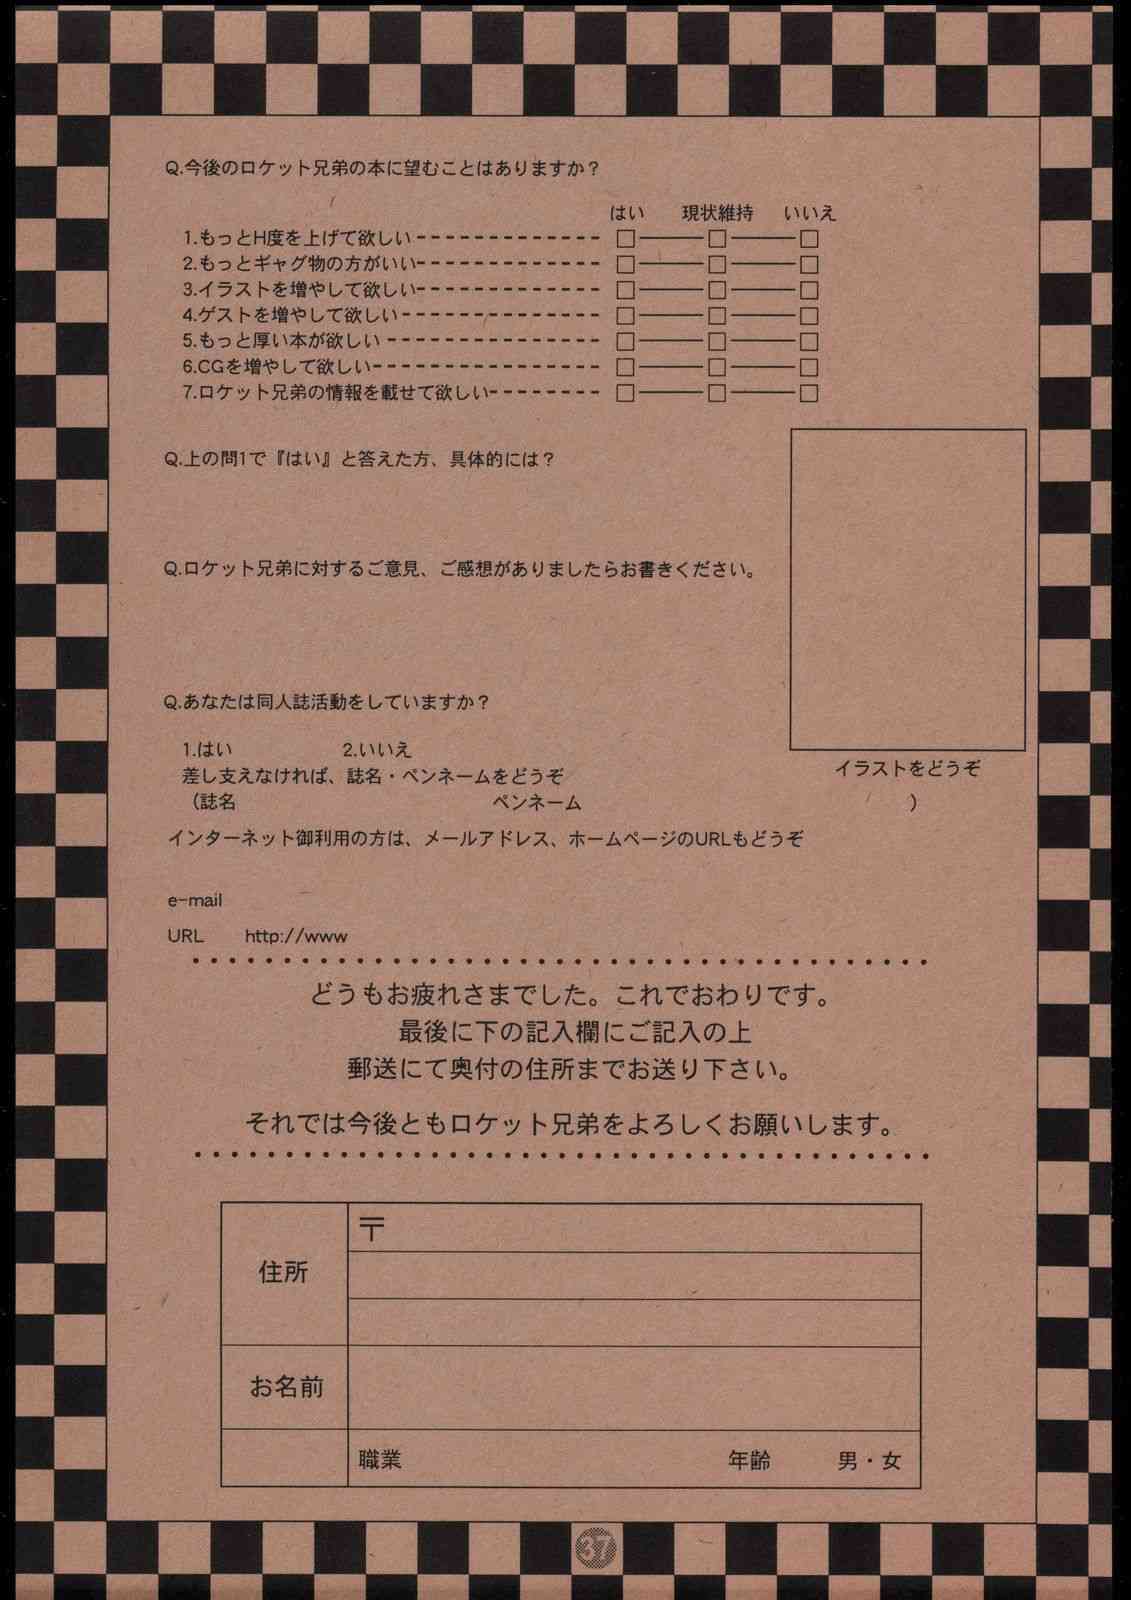 Q.今後のロケット兄弟の本に望むことはありますか？
はい 現状維持 いいえ
1.もっとH度を上げて欲しい
2.もっとギャグ物の方がいい
3.イラストを増やして欲しい
4.ゲストを増やして欲しい
5.もっと厚い本が欲しい
6.CGを増やして欲しい
7.ロケット兄弟の情報を載せて欲しい
Q.上の問1で『はい』と答えた方、具体的には？
Q.ロケット兄弟に対するご意見、ご感想がありましたらお書きください。
Q.あなたは同人誌活動をしていますか？
1.はい 2.いいえ
イラストをどうぞ
差し支えなければ、誌名・ペンネームをどうぞ
（誌名 ペンネーム ）
インターネット御利用の方は、メールアドレス、ホームページのURLもどうぞ
e-mail
URL http://www
どうもお疲れさまでした。これでおわりです。
最後に下の記入欄にご記入の上
郵送にて奥付の住所までお送り下さい。
それでは今後ともロケット兄弟をよろしくお願いします。
〒
住所
お名前
職業 年齢 男・女
37